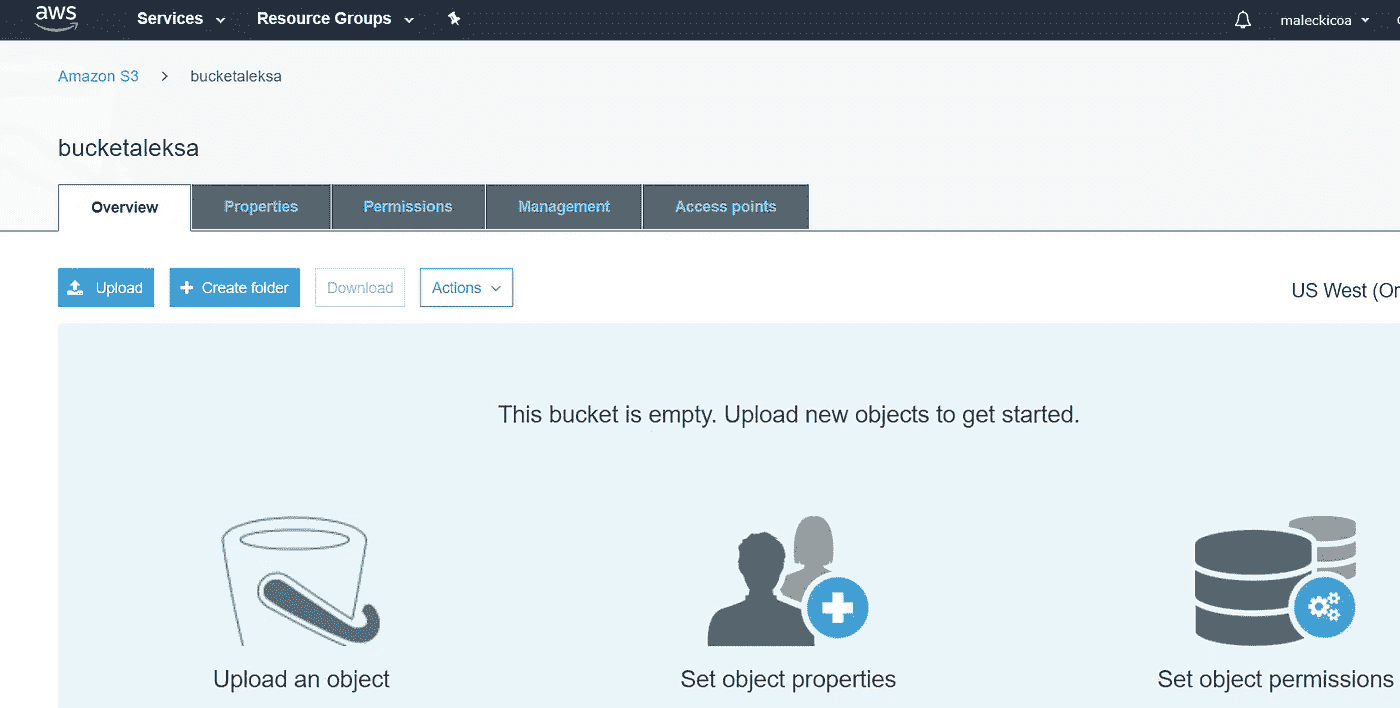 aws Services Resource Groups maleckicoa
Amazon S3 > bucketaleksa
bucketaleksa
Overview Properties Permissions Management Access points
Upload Create folder Download Actions
US West (Or
This bucket is empty. Upload new objects to get started.
Upload an object Set object properties Set object permissions